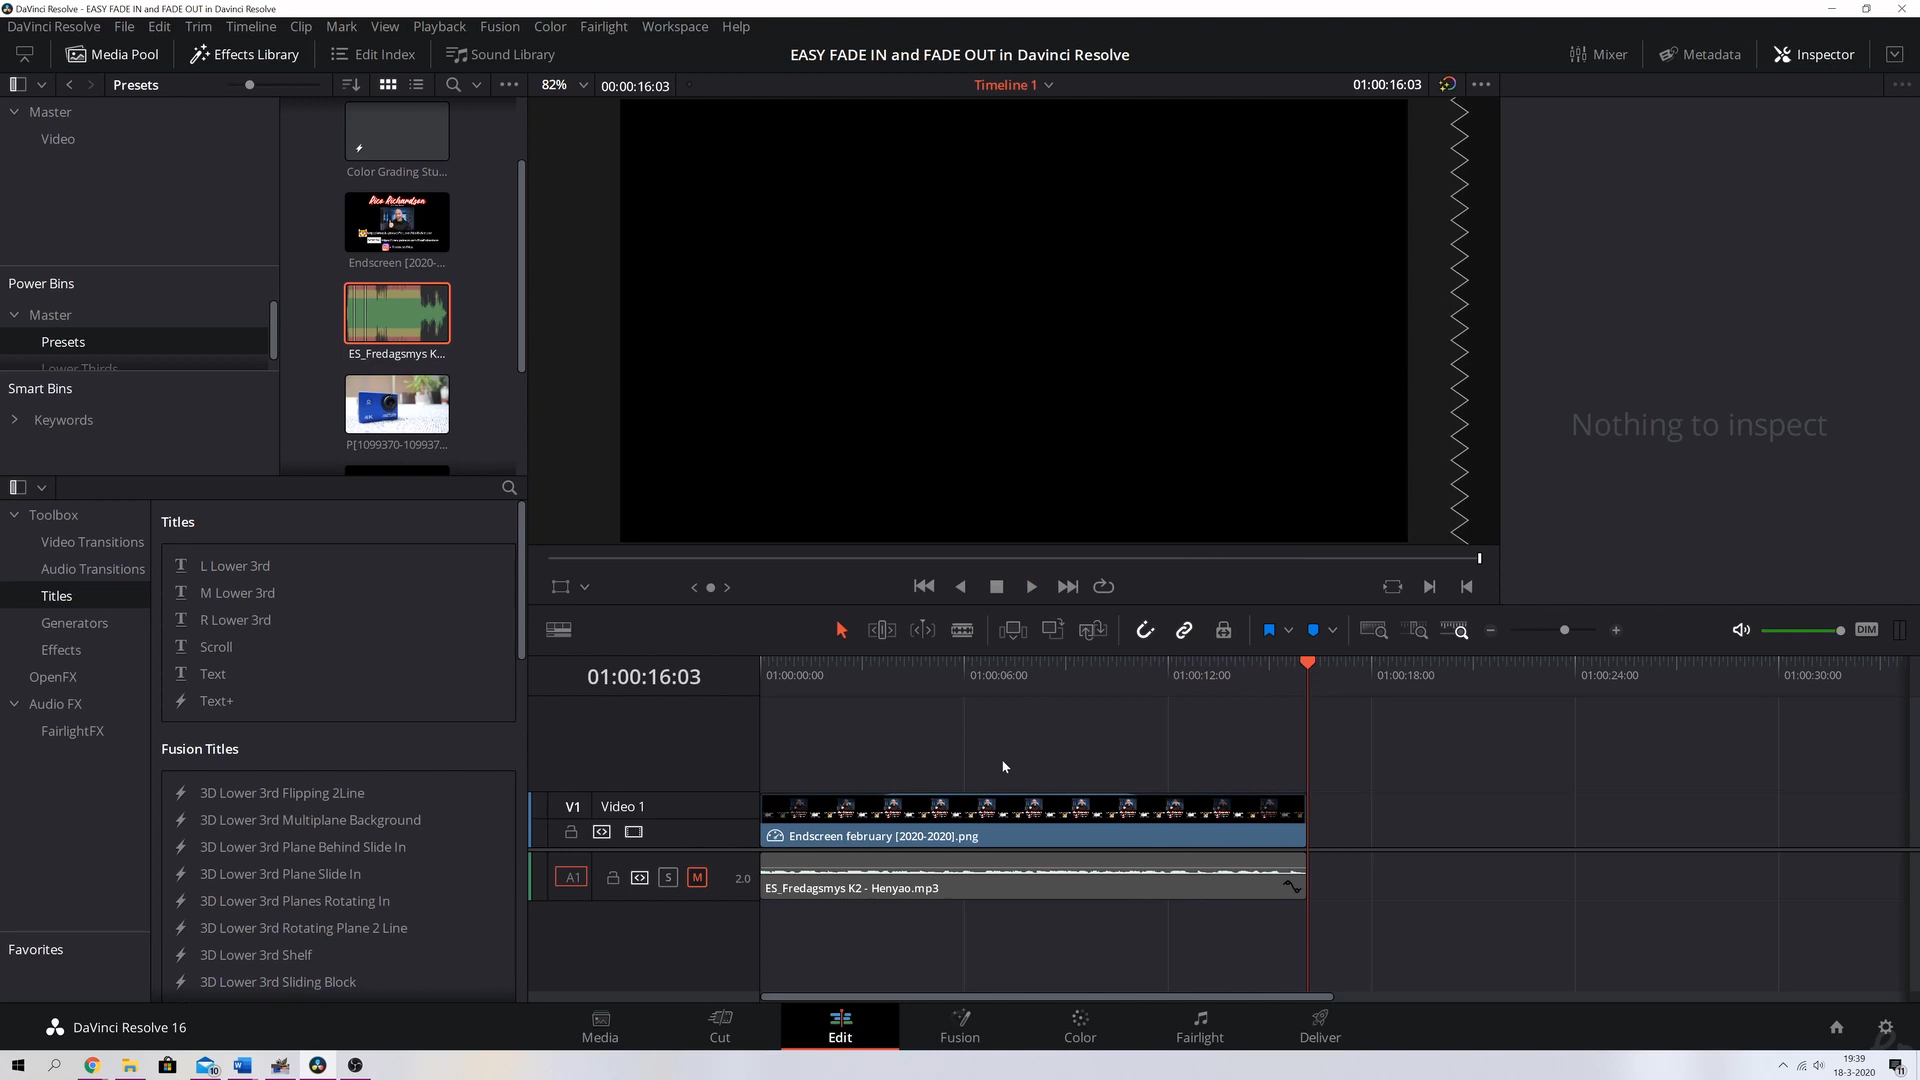 DaVinci Resolve - EASY FADE IN and FADE OUT in Davinci Resolve
DaVinci Resolve File Edit Trim Timeline Clip Mark View Playback Fusion Color Fairlight Workspace Help
Media Pool Effects Library Edit Index Sound Library EASY FADE IN and FADE OUT in Davinci Resolve Mixer Metadata Inspector
Presets 82% 00:00:16:03 Timeline 1 01:00:16:03
Master
Video
Color Grading Stu...
Rico Richardson
Endscreen [2020-...
Power Bins
Master
Presets
Lower Thirds
ES_Fredagsmys K...
Smart Bins
Keywords
4K
P[1099370-109937...
Nothing to inspect
Toolbox
Video Transitions
Audio Transitions
Titles
Generators
Effects
OpenFX
Audio FX
FairlightFX
Favorites
Titles
L Lower 3rd
M Lower 3rd
R Lower 3rd
Scroll
Text
Text+
Fusion Titles
3D Lower 3rd Flipping 2Line
3D Lower 3rd Multiplane Background
3D Lower 3rd Plane Behind Slide In
3D Lower 3rd Plane Slide In
3D Lower 3rd Planes Rotating In
3D Lower 3rd Rotating Plane 2 Line
3D Lower 3rd Shelf
3D Lower 3rd Sliding Block
DIM
01:00:16:03 01:00:00:00 01:00:06:00 01:00:12:00 01:00:18:00 01:00:24:00 01:00:30:00
V1 Video 1
Endscreen february [2020-2020].png
A1 S M 2.0
ES_Fredagsmys K2 - Henyao.mp3
DaVinci Resolve 16 Media Cut Edit Fusion Color Fairlight Deliver
10
19:39
18-3-2020
11